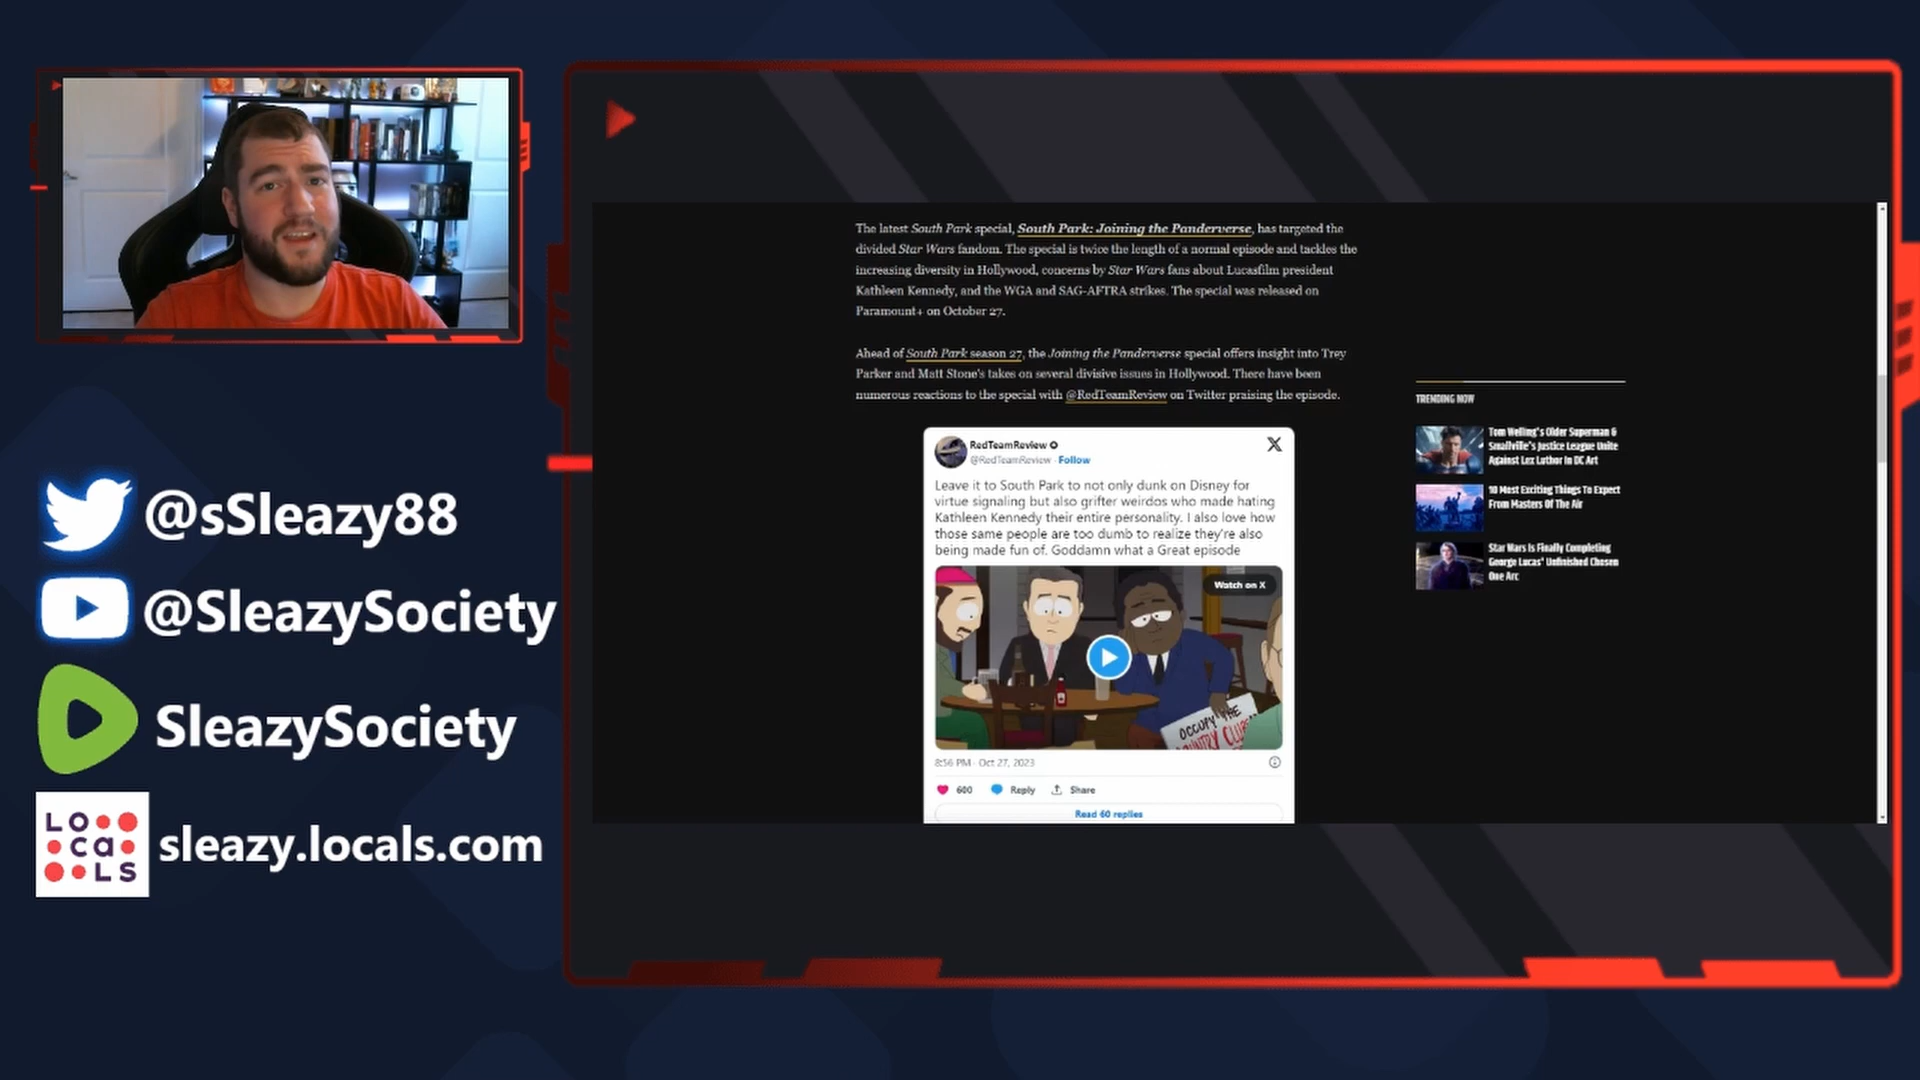 @sSleazy88
@SleazySociety
SleazySociety
LOcaLS
sleazy.locals.com
The latest South Park special, South Park: Joining the Panderverse, has targeted the
divided Star Wars fandom. The special is twice the length of a normal episode and tackles the
increasing diversity in Hollywood, concerns by Star Wars fans about Lucasfilm president
Kathleen Kennedy, and the WGA and SAG-AFTRA strikes. The special was released on
Paramount+ on October 27.
Ahead of South Park season 27, the Joining the Panderverse special offers insight into Trey
Parker and Matt Stone's takes on several divisive issues in Hollywood. There have been
numerous reactions to the special with @RedTeamReview on Twitter praising the episode.
RedTeamReview
@RedTeamReview · Follow
Leave it to South Park to not only dunk on Disney for
virtue signaling but also grifter weirdos who made hating
Kathleen Kennedy their entire personality. I also love how
those same people are too dumb to realize they're also
being made fun of. Goddamn what a Great episode
Watch on X
OCCUPY THE
COUNTRY CLUB
8:56 PM · Oct 27, 2023
600 Reply Share
Read 60 replies
TRENDING NOW
Tom Welling's Older Superman &
Smallville's Justice League Unite
Against Lex Luthor In DC Art
10 Most Exciting Things To Expect
From Masters Of The Air
Star Wars Is Finally Completing
George Lucas' Unfinished Chosen
One Arc